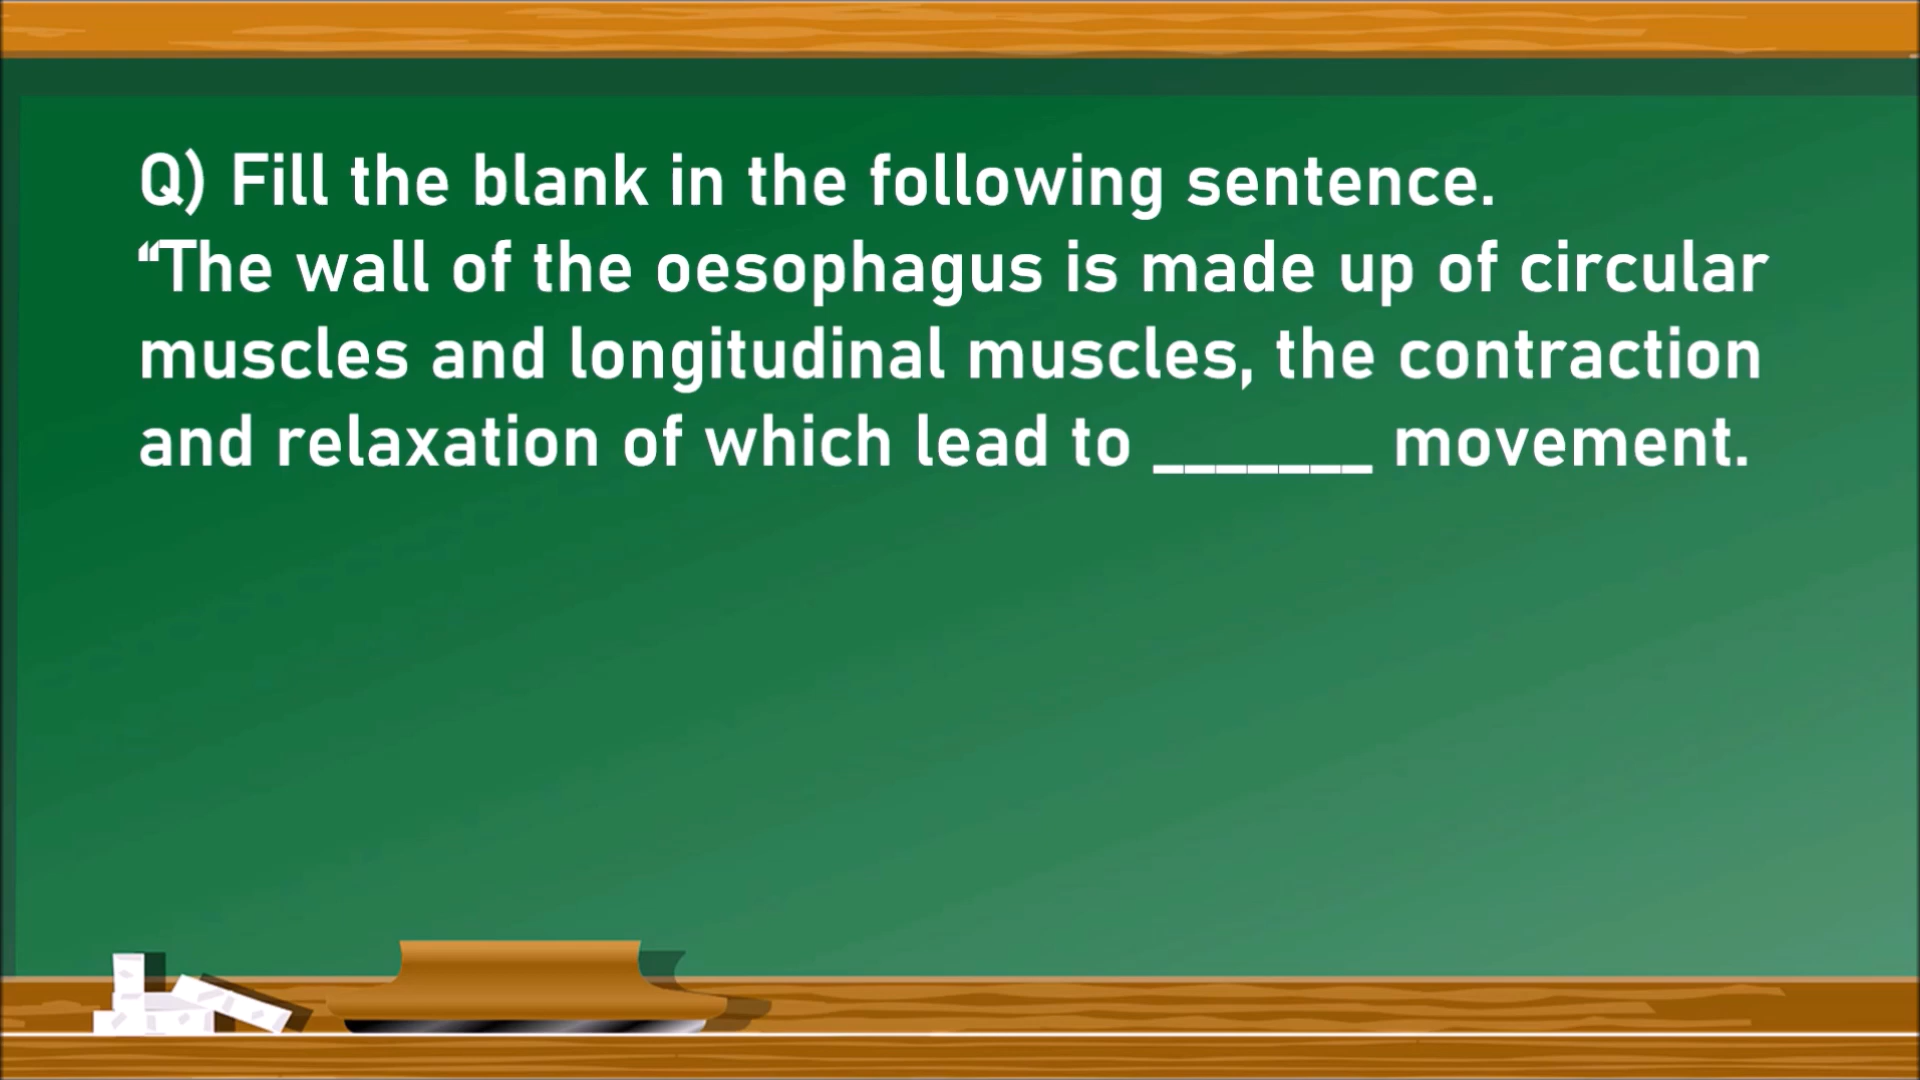 Q) Fill the blank in the following sentence.
“The wall of the oesophagus is made up of circular
muscles and longitudinal muscles, the contraction
and relaxation of which lead to _______ movement.